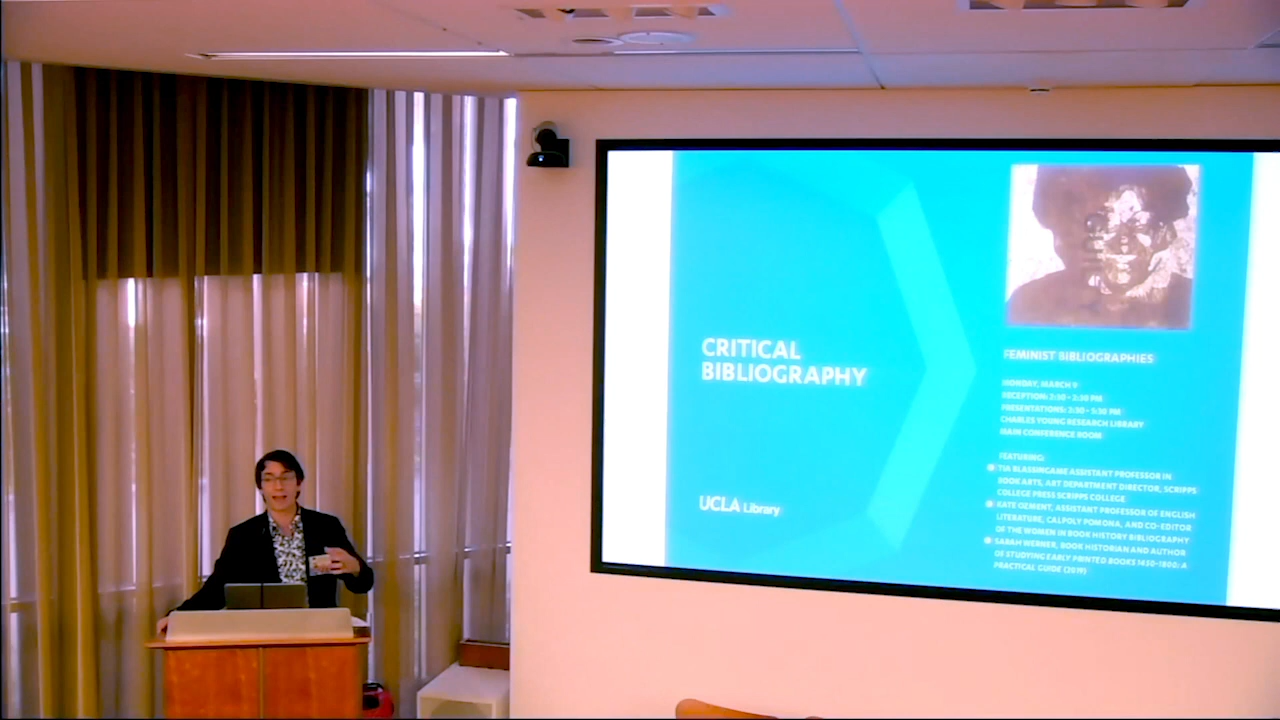 CRITICAL
BIBLIOGRAPHY
UCLA Library
FEMINIST BIBLIOGRAPHIES
MONDAY, MARCH 9
RECEPTION: 2:30 - 2:30 PM
PRESENTATIONS: 2:30 - 5:30 PM
CHARLES YOUNG RESEARCH LIBRARY
MAIN CONFERENCE ROOM
FEATURING:
TIA BLASSINGAME ASSISTANT PROFESSOR IN
BOOK ARTS, ART DEPARTMENT DIRECTOR, SCRIPPS
COLLEGE PRESS SCRIPPS COLLEGE
KATE OZMENT, ASSISTANT PROFESSOR OF ENGLISH
LITERATURE, CALPOLY POMONA, AND CO-EDITOR
OF THE WOMEN IN BOOK HISTORY BIBLIOGRAPHY
SARAH WERNER, BOOK HISTORIAN AND AUTHOR
OF STUDYING EARLY PRINTED BOOKS 1450-1800: A
PRACTICAL GUIDE (2019)